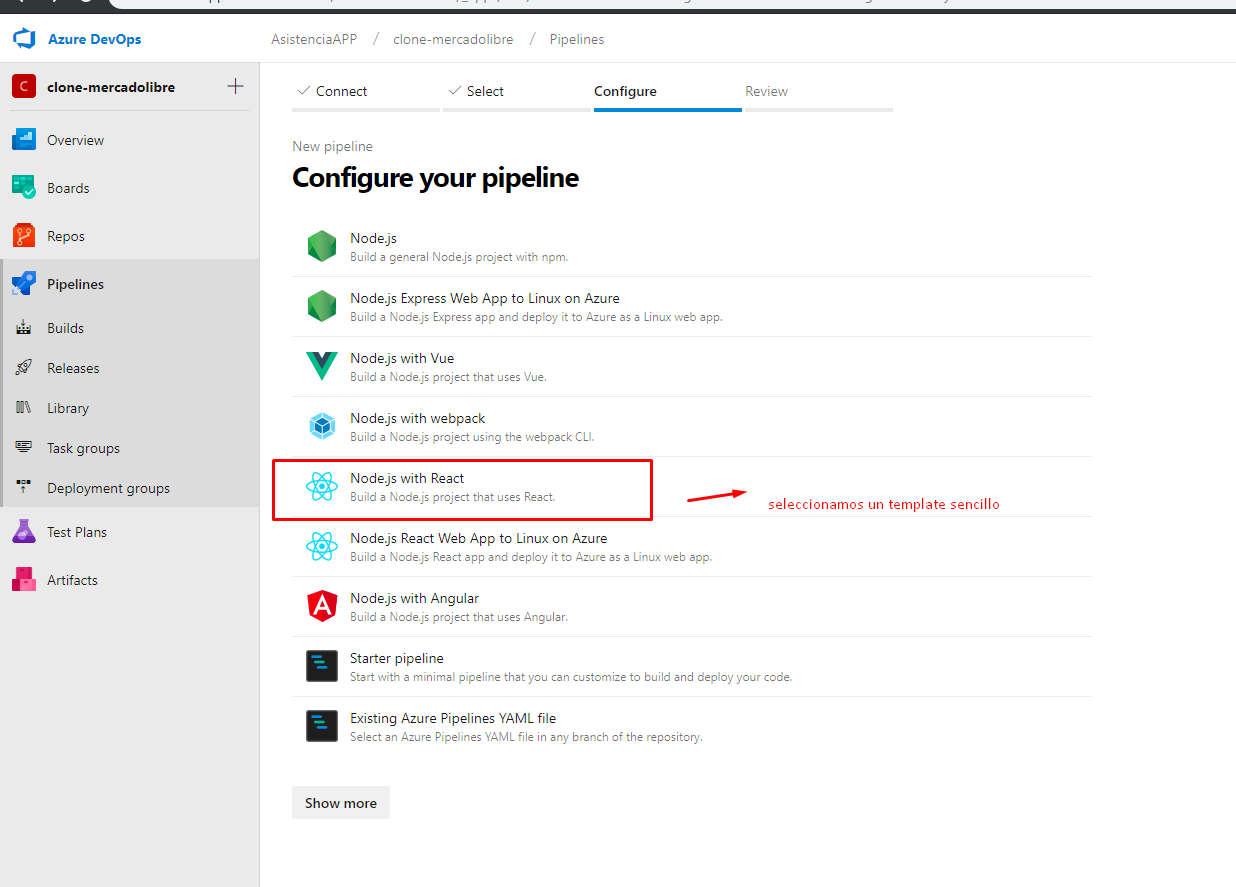 Azure DevOps
AsistenciaAPP / clone-mercadolibre / Pipelines
C clone-mercadolibre
Overview
Boards
Repos
Pipelines
Builds
Releases
Library
Task groups
Deployment groups
Test Plans
Artifacts
Connect Select Configure Review
New pipeline
Configure your pipeline
Node.js
Build a general Node.js project with npm.
Node.js Express Web App to Linux on Azure
Build a Node.js Express app and deploy it to Azure as a Linux web app.
Node.js with Vue
Build a Node.js project that uses Vue.
Node.js with webpack
Build a Node.js project using the webpack CLI.
Node.js with React
Build a Node.js project that uses React.
seleccionamos un template sencillo
Node.js React Web App to Linux on Azure
Build a Node.js React app and deploy it to Azure as a Linux web app.
Node.js with Angular
Build a Node.js project that uses Angular.
Starter pipeline
Start with a minimal pipeline that you can customize to build and deploy your code.
Existing Azure Pipelines YAML file
Select an Azure Pipelines YAML file in any branch of the repository.
Show more